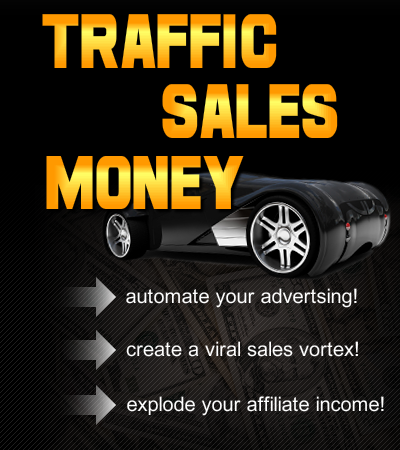 TRAFFIC
SALES
MONEY
automate your advertsing!
create a viral sales vortex!
explode your affiliate income!